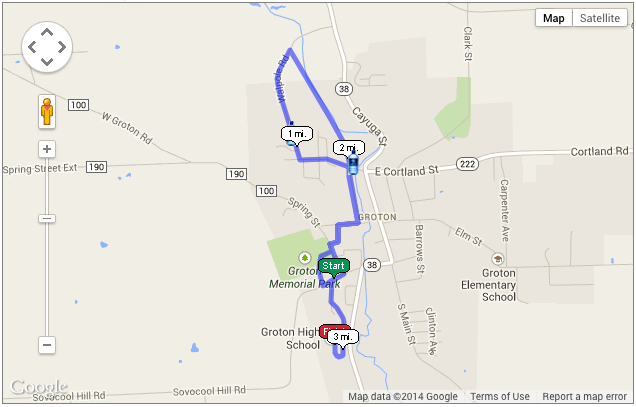 Map
Satellite
Clark St
38
Cayuga St
Walpole Rd
100
W Groton Rd
1 mi.
2 mi.
Cortland Rd
222
Spring Street Ext
190
190
E Cortland St
100
Spring St
GROTON
Carpenter Ave
Barrows St
Elm St
Start
Groton
Memorial Park
38
Groton
Elementary
School
S Main St
clinton Ave
Groton High
School
3 mi.
Google
Sovocool Hill Rd
Sovocool Hill Rd
Map data ©2014 Google
Terms of Use
Report a map error